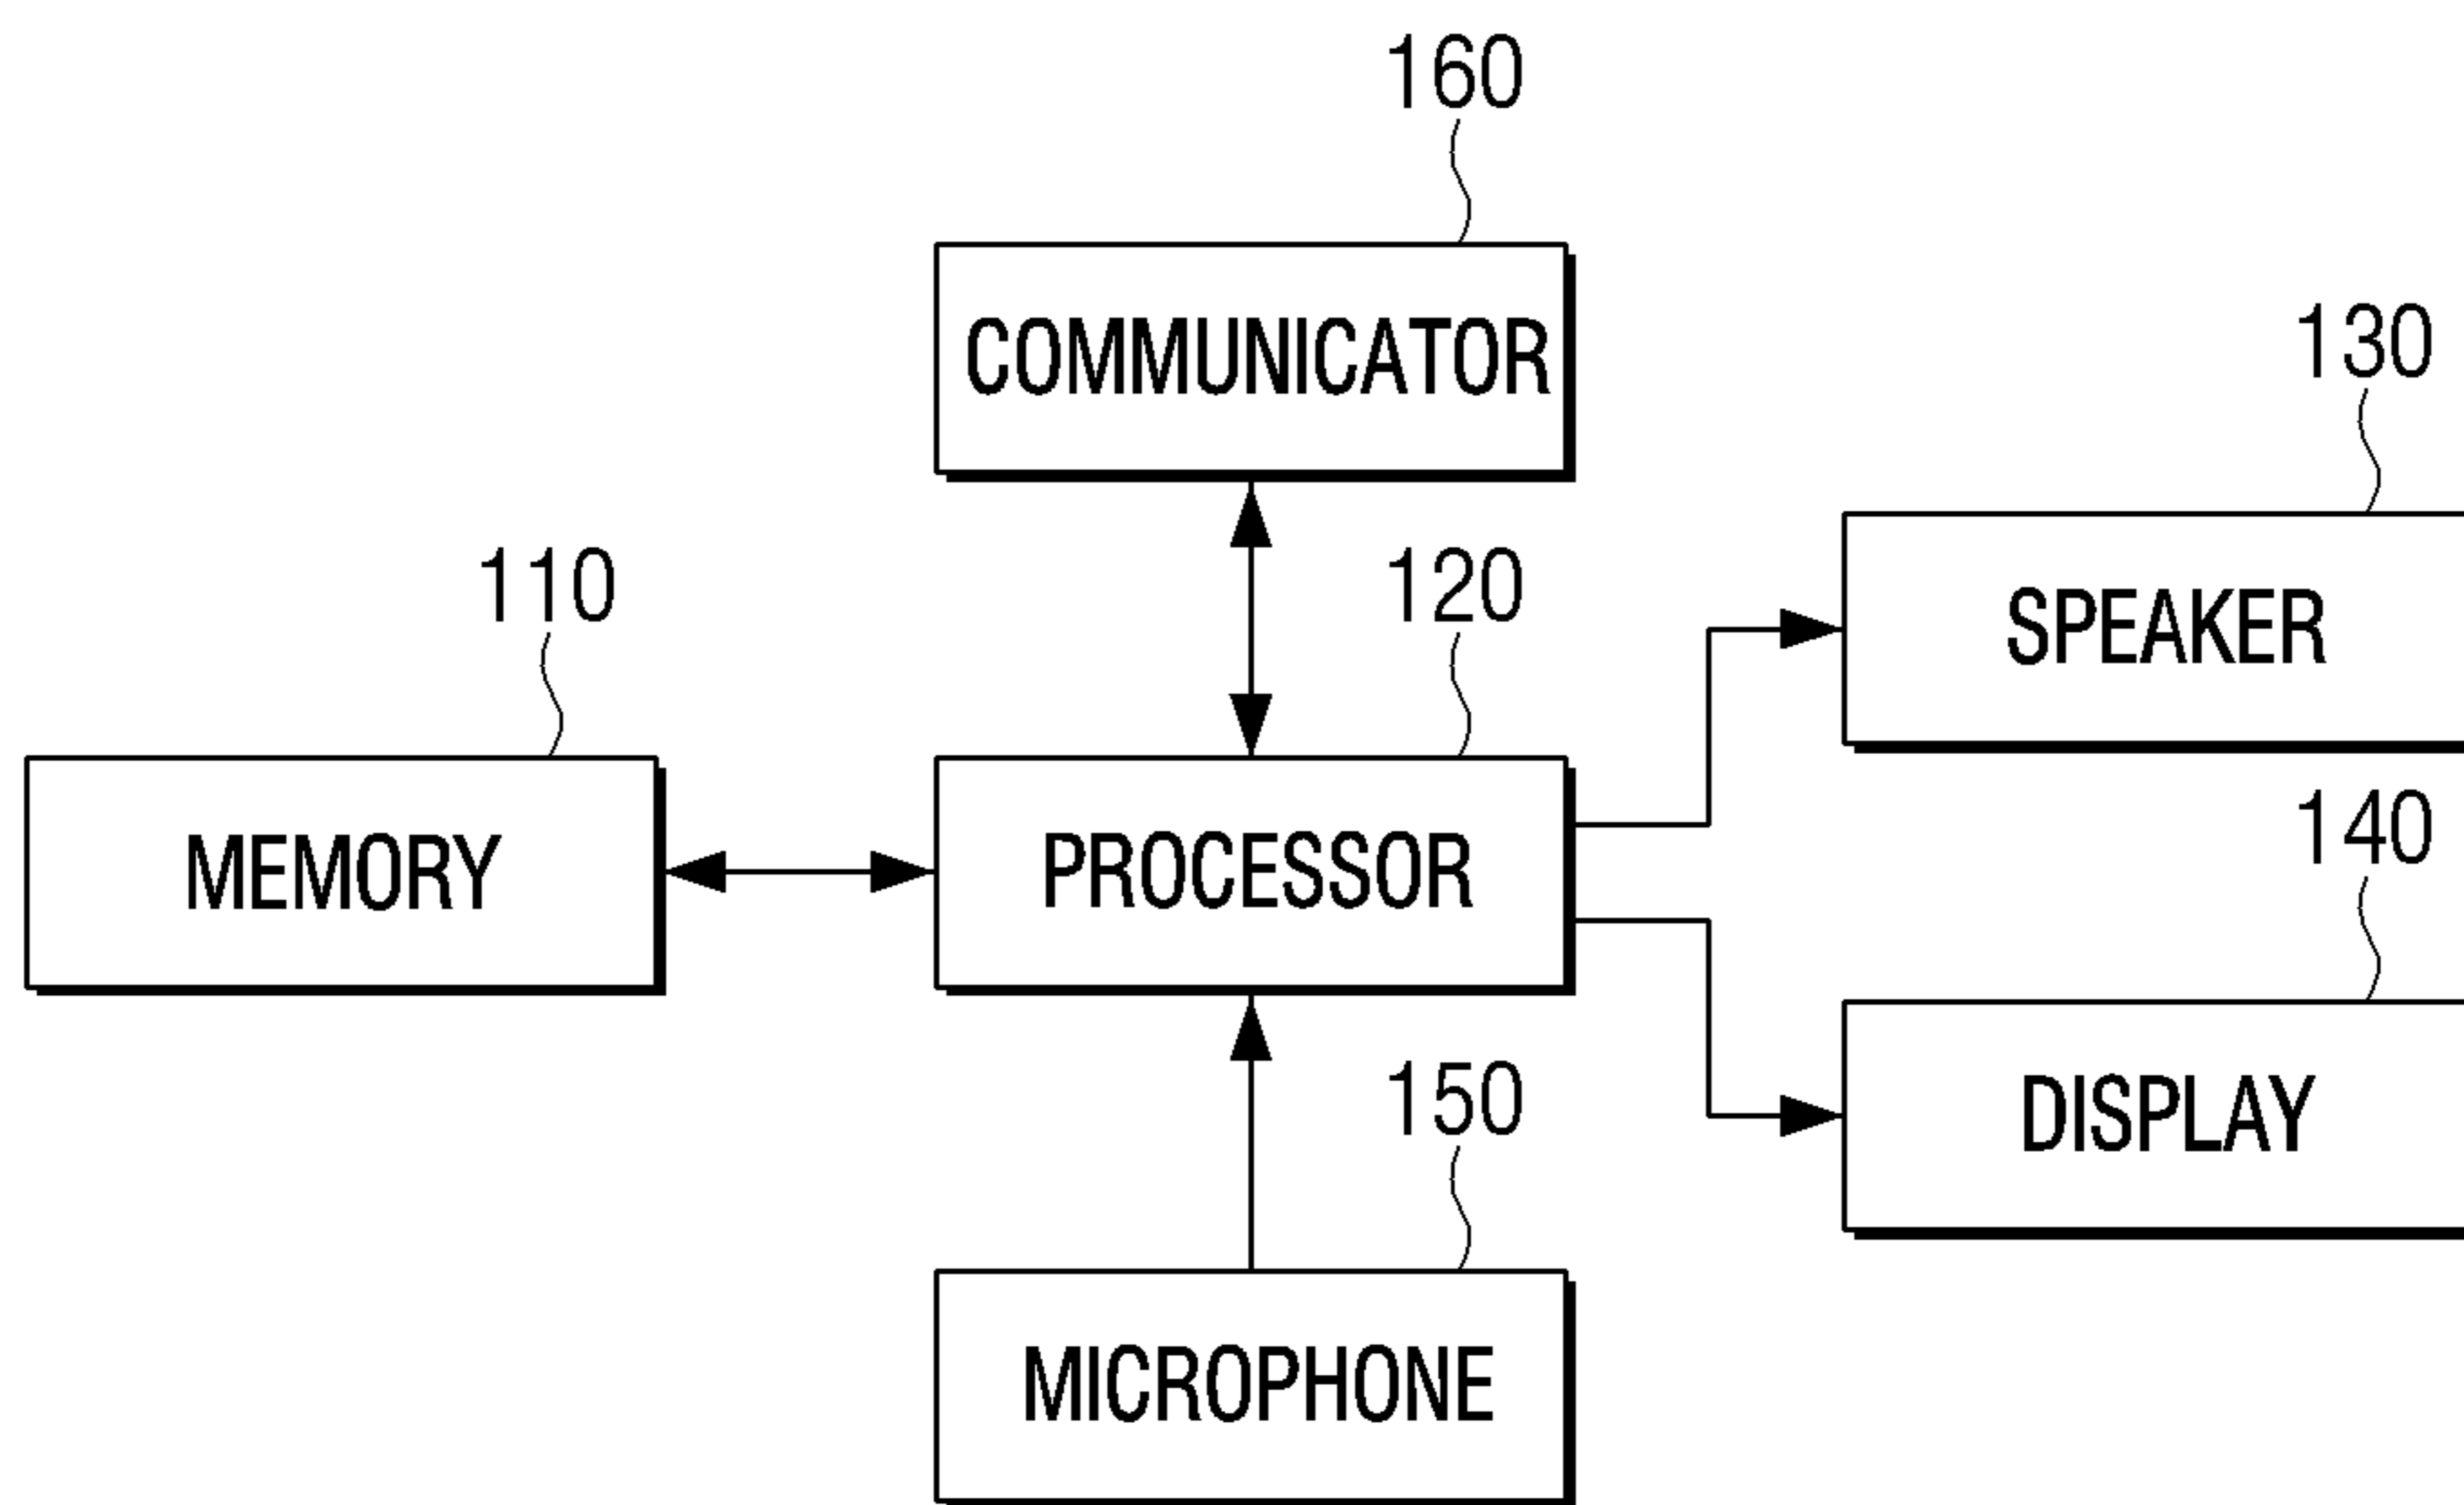 160
COMMUNICATOR
130
SPEAKER
110
MEMORY
120
PROCESSOR
140
DISPLAY
150
MICROPHONE